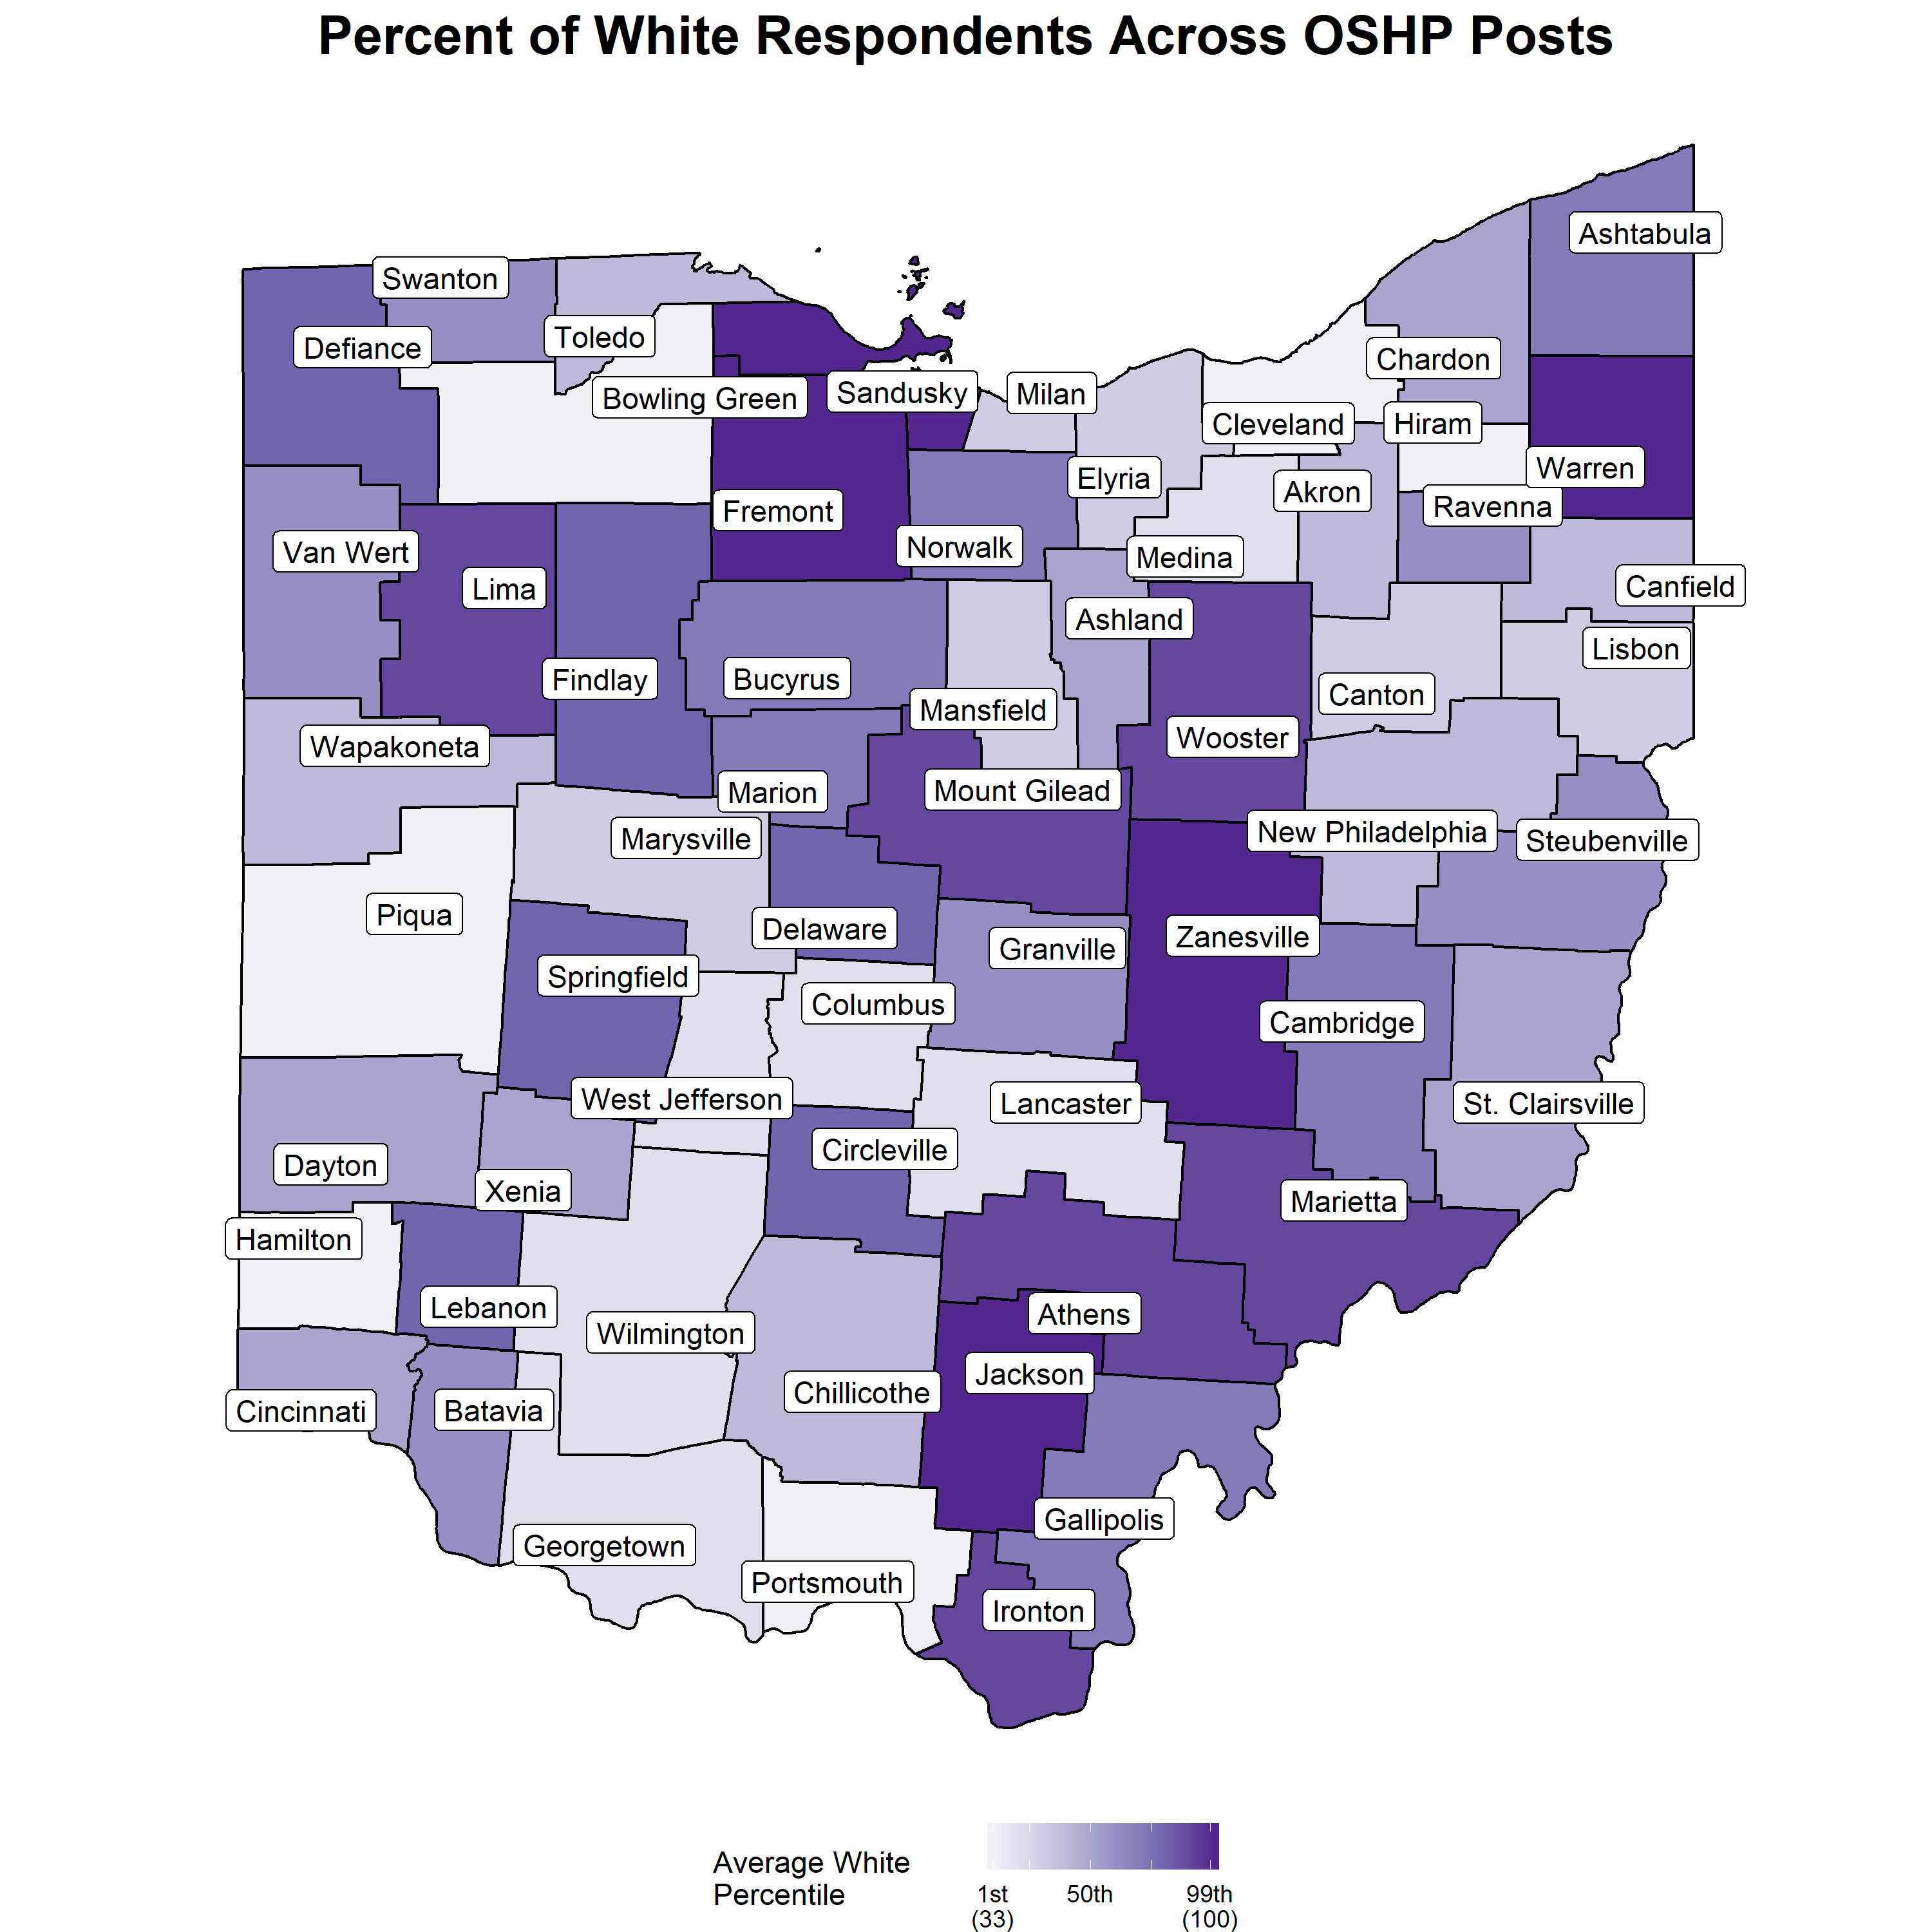 Percent of White Respondents Across OSHP Posts
Ashtabula
Swanton
Toledo
Defiance
Chardon
Bowling Green
Sandusky
Milan
Cleveland
Hiram
Warren
Elyria
Akron
Ravenna
Fremont
Norwalk
Van Wert
Medina
Lima
Canfield
Ashland
Lisbon
Findlay
Bucyrus
Canton
Mansfield
Wooster
Wapakoneta
Marion
Mount Gilead
Marysville
New Philadelphia
Steubenville
Piqua
Delaware
Zanesville
Granville
Springfield
Columbus
Cambridge
West Jefferson
Lancaster
St. Clairsville
Circleville
Dayton
Xenia
Marietta
Hamilton
Lebanon
Athens
Wilmington
Jackson
Chillicothe
Cincinnati
Batavia
Gallipolis
Georgetown
Portsmouth
Ironton
Average White
Percentile
1st 50th 99th
(33) (100)